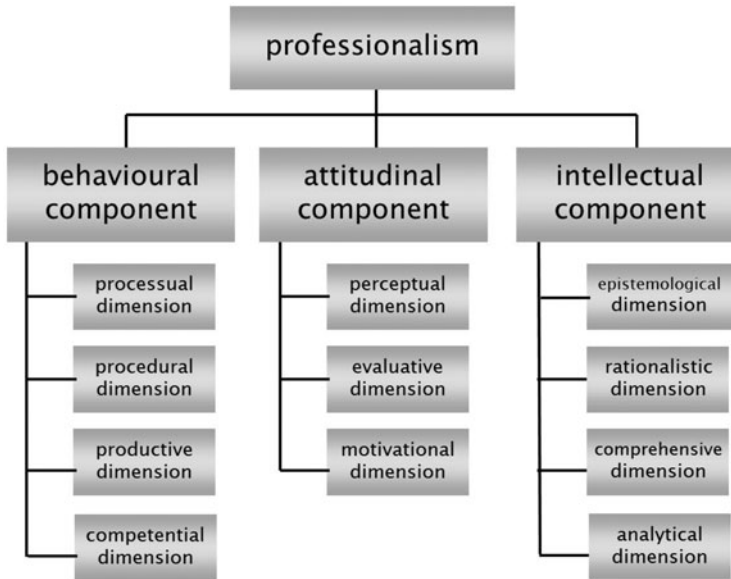 professionalism
behavioural
component
attitudinal
component
intellectual
component
processual
dimension
procedural
dimension
productive
dimension
competential
dimension
perceptual
dimension
evaluative
dimension
motivational
dimension
epistemological
dimension
rationalistic
dimension
comprehensive
dimension
analytical
dimension